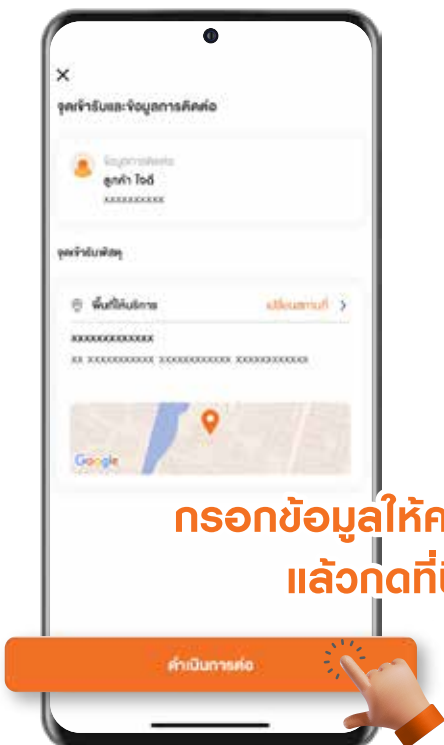 จุดเข้ารับและข้อมูลการติดต่อ
ข้อมูลการติดต่อ
ลูกค้า ใจดี
xxxxxxxxxx
จุดเข้ารับพัสดุ
พื้นที่ให้บริการ เปลี่ยนสถานที่ >
xxxxxxxxxxxxx
xx xxxxxxxxxxx xxxxxxxxxxx xxxxxxxxxxx
Google
กรอกข้อมูลให้ค
แล้วกดที่นี
ดำเนินการต่อ